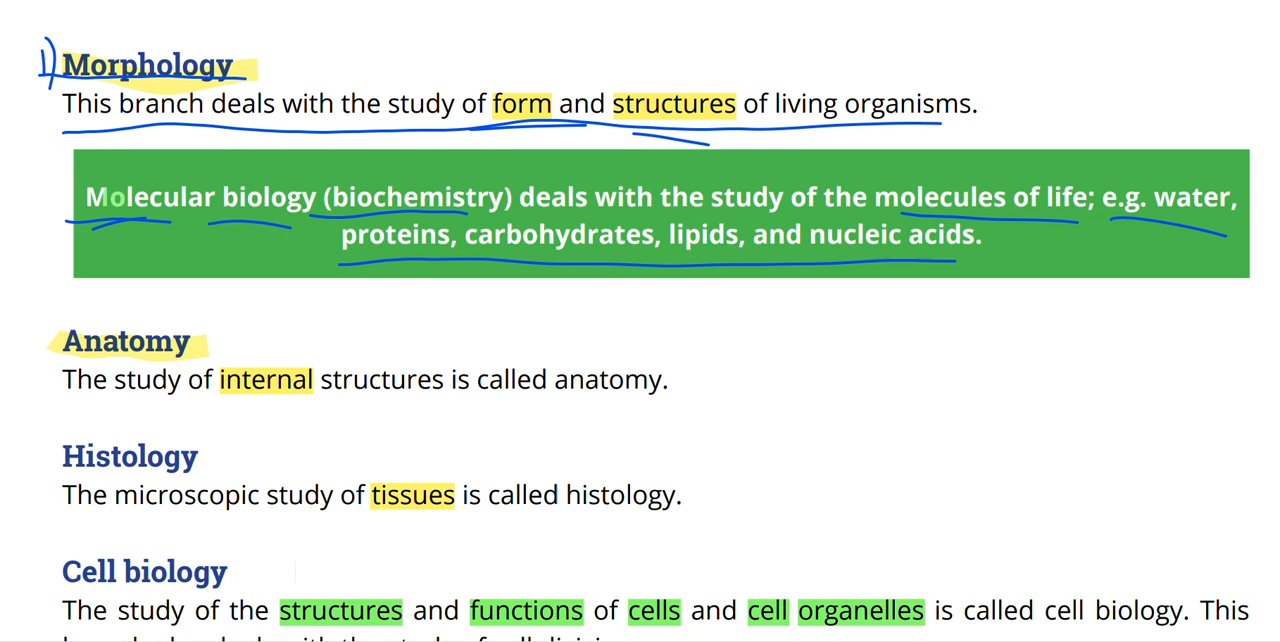 1) Morphology
This branch deals with the study of form and structures of living organisms.
Molecular biology (biochemistry) deals with the study of the molecules of life; e.g. water,
proteins, carbohydrates, lipids, and nucleic acids.
Anatomy
The study of internal structures is called anatomy.
Histology
The microscopic study of tissues is called histology.
Cell biology
The study of the structures and functions of cells and cell organelles is called cell biology. This